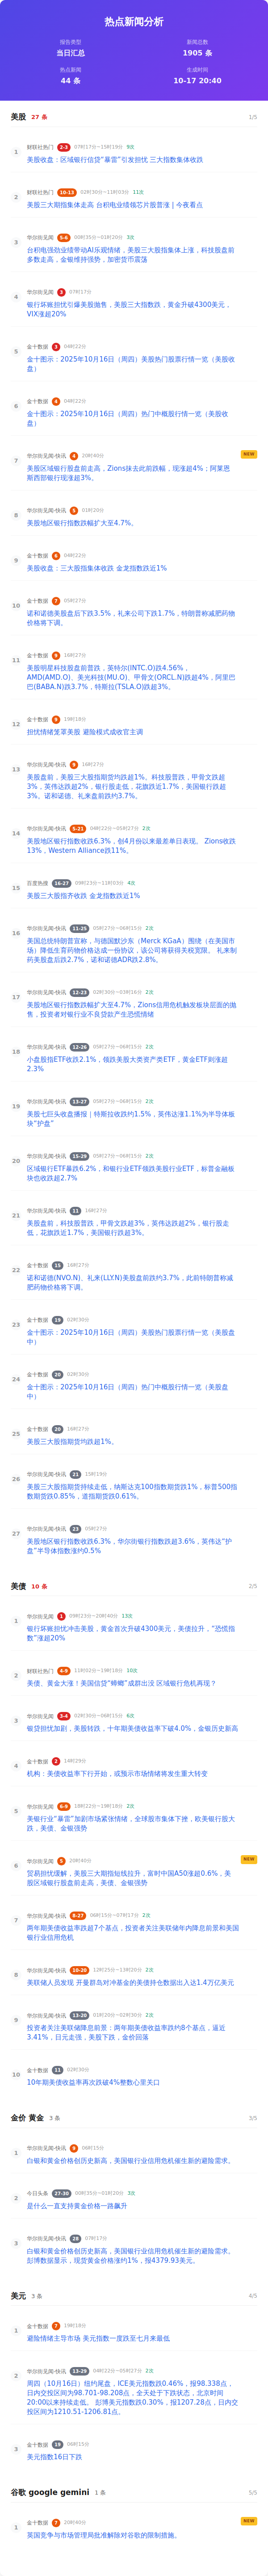 热点新闻分析
报告类型
新闻总数
当日汇总
1905 条
热点新闻
生成时间
44 条
10-17 20:40
美股 27 条 1/5
1
财联社热门 2-3 07时17分~15时19分 9次
美股收盘：区域银行信贷“暴雷”引发担忧 三大指数集体收跌
2
财联社热门 10-13 02时30分~11时03分 11次
美股三大期指集体走高 台积电业绩领芯片股普涨 | 今夜看点
3
华尔街见闻 5-6 00时35分~01时20分 3次
台积电强劲业绩带动AI乐观情绪，美股三大股指集体上涨，科技股盘前
多数走高，金银维持强势，加密货币震荡
4
华尔街见闻 5 07时17分
银行坏账担忧引爆美股抛售，美股三大指数跌，黄金升破4300美元，
VIX涨超20%
5
金十数据 3 04时22分
金十图示：2025年10月16日（周四）美股热门股票行情一览（美股收
盘）
6
金十数据 4 04时22分
金十图示：2025年10月16日（周四）热门中概股行情一览（美股收
盘）
7
华尔街见闻-快讯 4 20时40分 NEW
美股区域银行股盘前走高，Zions抹去此前跌幅，现涨超4%；阿莱恩
斯西部银行现涨超3%。
8
华尔街见闻-快讯 5 01时20分
美股地区银行指数跌幅扩大至4.7%。
9
金十数据 6 04时22分
美股收盘：三大股指集体收跌 金龙指数跌近1%
10
金十数据 7 05时27分
诺和诺德美股盘后下跌3.5%，礼来公司下跌1.7%，特朗普称减肥药物
价格将下调。
11
金十数据 9 16时27分
美股明星科技股盘前普跌，英特尔(INTC.O)跌4.56%，
AMD(AMD.O)、美光科技(MU.O)、甲骨文(ORCL.N)跌超4%，阿里巴
巴(BABA.N)跌3.7%，特斯拉(TSLA.O)跌超3%。
12
金十数据 9 19时18分
担忧情绪笼罩美股 避险模式成收官主调
13
华尔街见闻-快讯 9 16时27分
美股盘前，美股三大股指期货均跌超1%。科技股普跌，甲骨文跌超
3%，英伟达跌超2%，银行股走低，花旗跌近1.7%，美国银行跌超
3%。诺和诺德、礼来盘前跌约3.7%。
14
华尔街见闻-快讯 5-21 04时22分~05时27分 2次
美股地区银行指数收跌6.3%，创4月份以来最差单日表现。 Zions收跌
13%，Western Alliance跌11%。
15
百度热搜 16-27 09时23分~11时03分 4次
美股三大股指齐收跌 金龙指数跌近1%
16
华尔街见闻-快讯 11-25 05时27分~06时15分 2次
美国总统特朗普宣称，与德国默沙东（Merck KGaA）围绕（在美国市
场）降低生育药物价格达成一份协议，该公司将获得关税宽限。 礼来制
药美股盘后跌2.7%，诺和诺德ADR跌2.8%。
17
华尔街见闻-快讯 12-23 02时30分~03时16分 2次
美股地区银行指数跌幅扩大至4.7%，Zions信用危机触发板块层面的抛
售，投资者对银行业不良贷款产生恐慌情绪
18
华尔街见闻-快讯 12-26 05时27分~06时15分 2次
小盘股指ETF收跌2.1%，领跌美股大类资产类ETF，黄金ETF则涨超
2.3%
19
华尔街见闻-快讯 13-27 05时27分~06时15分 2次
美股七巨头收盘播报｜特斯拉收跌约1.5%，英伟达涨1.1%为半导体板
块“护盘”
20
华尔街见闻-快讯 15-29 05时27分~06时15分 2次
区域银行ETF暴跌6.2%，和银行业ETF领跌美股行业ETF，标普金融板
块也收跌超2.7%
21
华尔街见闻-快讯 11 16时27分
美股盘前，科技股普跌，甲骨文跌超3%，英伟达跌超2%，银行股走
低，花旗跌近1.7%，美国银行跌超3%。
22
金十数据 15 16时27分
诺和诺德(NVO.N)、礼来(LLY.N)美股盘前跌约3.7%，此前特朗普称减
肥药物价格将下调。
23
金十数据 19 02时30分
金十图示：2025年10月16日（周四）美股热门股票行情一览（美股盘
中）
24
金十数据 20 02时30分
金十图示：2025年10月16日（周四）热门中概股行情一览（美股盘
中）
25
金十数据 20 16时27分
美股三大股指期货均跌超1%。
26
华尔街见闻-快讯 21 15时19分
美股三大股指期货持续走低，纳斯达克100指数期货跌1%，标普500指
数期货跌0.85%，道指期货跌0.61%。
27
华尔街见闻-快讯 23 05时27分
美股地区银行指数收跌6.3%，华尔街银行指数跌超3.6%，英伟达“护
盘”半导体指数涨约0.5%
美债 10 条 2/5
1
华尔街见闻 1 09时23分~20时40分 13次
银行坏账担忧冲击美股，黄金首次升破4300美元，美债拉升，“恐慌指
数”涨超20%
2
财联社热门 4-9 11时02分~19时18分 10次
美债、黄金大涨！美国信贷“蟑螂”成群出没 区域银行危机再现？
3
华尔街见闻 3-4 02时30分~06时15分 6次
银贷担忧加剧，美股转跌，十年期美债收益率下破4.0%，金银历史新高
4
金十数据 2 14时29分
机构：美债收益率下行开始，或预示市场情绪将发生重大转变
5
华尔街见闻 6-9 18时22分~19时18分 2次
美银行业“暴雷”加剧市场紧张情绪，全球股市集体下挫，欧美银行股大
跌，美债、金银强势
6
华尔街见闻 5 20时40分 NEW
贸易担忧缓解，美股三大期指短线拉升，富时中国A50涨超0.6%，美
股区域银行股盘前走高，美债、金银强势
7
华尔街见闻-快讯 9-27 06时15分~07时17分 2次
两年期美债收益率跌超7个基点，投资者关注美联储年内降息前景和美国
银行业信用危机
8
华尔街见闻-快讯 10-20 12时25分~13时20分 2次
美联储人员发现 开曼群岛对冲基金的美债持仓数据出入达1.4万亿美元
9
华尔街见闻-快讯 13-20 01时20分~02时30分 2次
投资者关注美联储降息前景：两年期美债收益率跌约8个基点，逼近
3.41%，日元走强，美股下跌，金价回落
10
金十数据 11 02时30分
10年期美债收益率再次跌破4%整数心里关口
金价 黄金 3 条 3/5
1
华尔街见闻-快讯 9 06时15分
白银和黄金价格创历史新高，美国银行业信用危机催生新的避险需求。
2
今日头条 27-30 00时35分~01时20分 3次
是什么一直支持黄金价格一路飙升
3
华尔街见闻-快讯 28 07时17分
白银和黄金价格创历史新高，美国银行业信用危机催生新的避险需求。
彭博数据显示，现货黄金涨约1%，报4379.93美元。
美元 3 条 4/5
1
金十数据 7 19时18分
避险情绪主导市场 美元指数一度跌至七月来最低
2
华尔街见闻-快讯 13-29 04时22分~05时27分 2次
周四（10月16日）纽约尾盘，ICE美元指数跌0.46%，报98.338点，
日内交投区间为98.701-98.208点，全天处于下跌状态，北京时间
20:00以来持续走低。 彭博美元指数跌0.30%，报1207.28点，日内交
投区间为1210.51-1206.81点。
3
金十数据 19 06时15分
美元指数16日下跌
谷歌 google gemini 1 条 5/5
1
金十数据 7 20时40分 NEW
英国竞争与市场管理局批准解除对谷歌的限制措施。